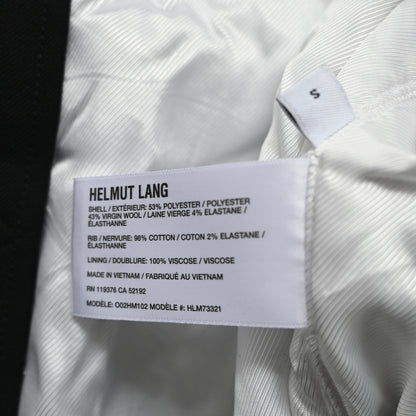 S
HELMUT LANG
SHELL / EXTÉRIEUR: 53% POLYESTER / POLYESTER
43% VIRGIN WOOL / LAINE VIERGE 4% ELASTANE /
ÉLASTHANNE
RIB / NERVURE: 98% COTTON / COTON 2% ELASTANE /
ÉLASTHANNE
LINING / DOUBLURE: 100% VISCOSE / VISCOSE
MADE IN VIETNAM / FABRIQUÉ AU VIETNAM
RN 119376 CA 52192
MODÈLE: O02HM102 MODÈLE #: HLM73321